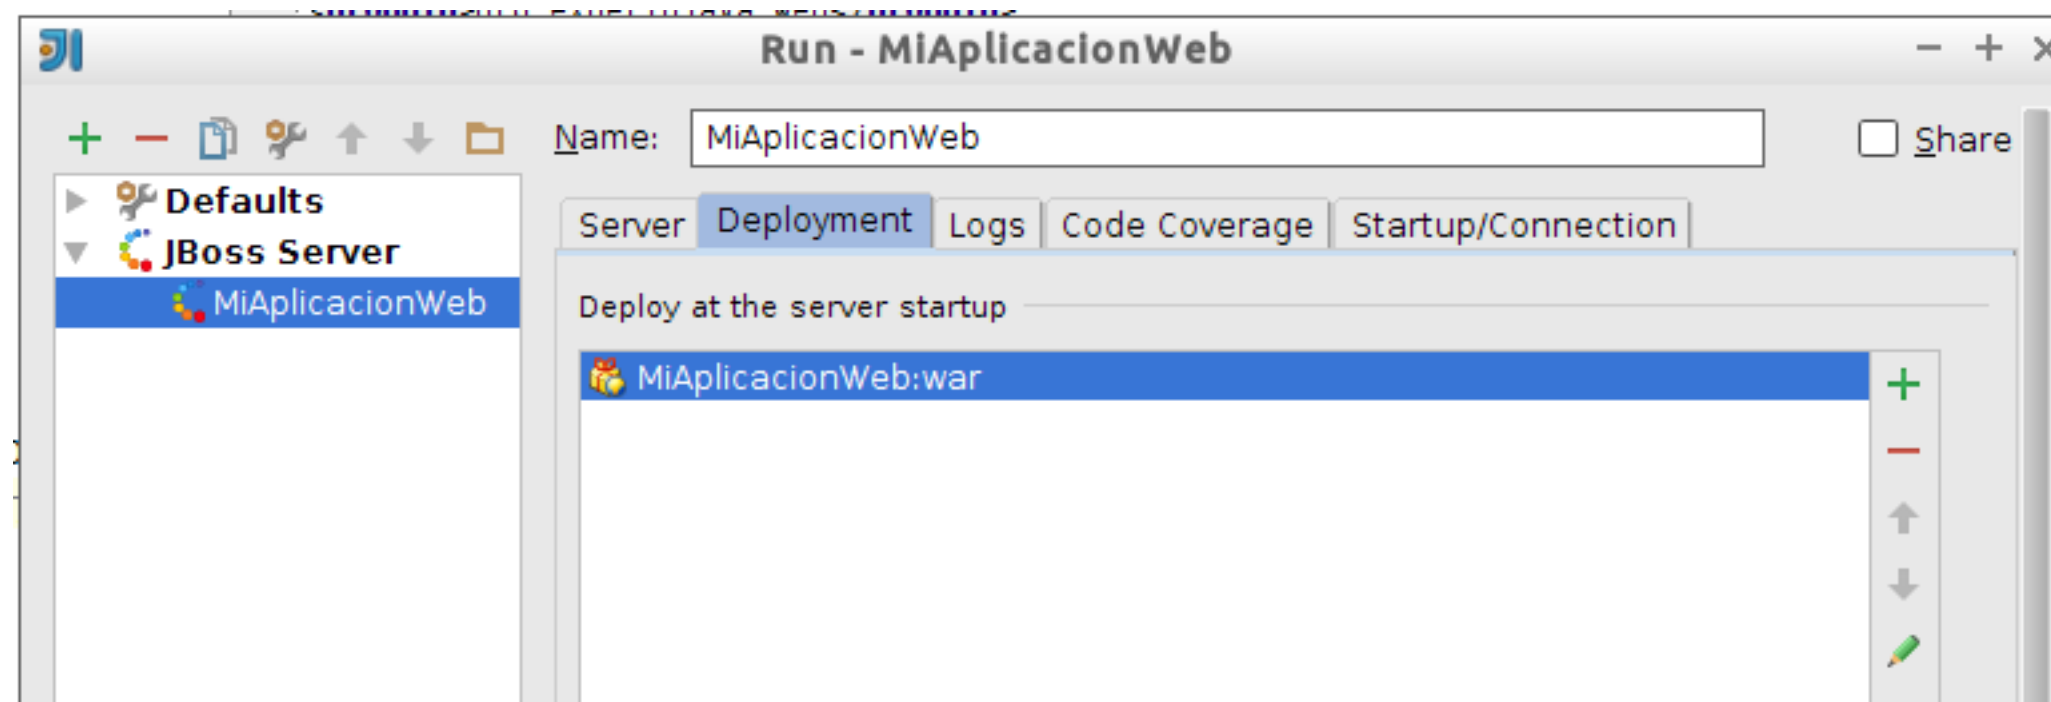 Run - MiAplicacionWeb
Name: MiAplicacionWeb Share
Defaults
JBoss Server
MiAplicacionWeb
Server Deployment Logs Code Coverage Startup/Connection
Deploy at the server startup
MiAplicacionWeb:war